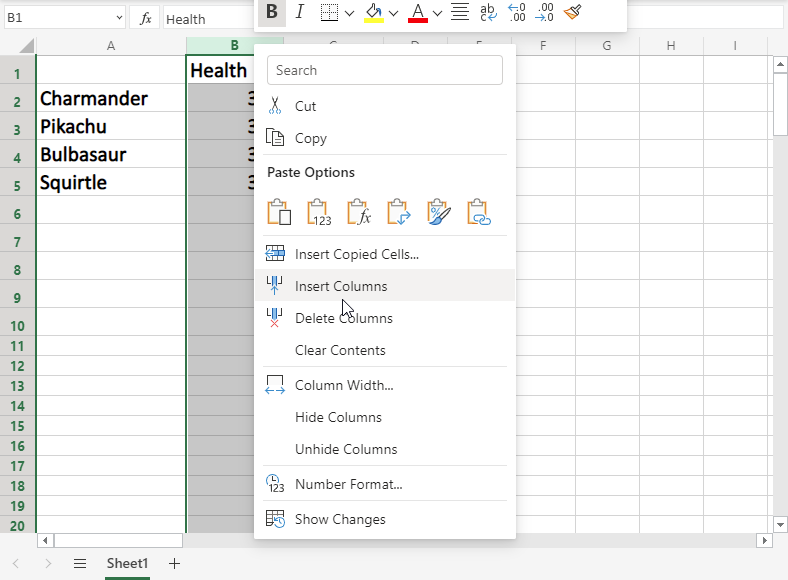 B1 fx Health B I A ab c ←0 .00 .00 →0
A B F G H I
1 Health
2 Charmander 3
3 Pikachu 3
4 Bulbasaur 3
5 Squirtle 3
6
7
8
9
10
11
12
13
14
15
16
17
18
19
20
Search
Cut
Copy
Paste Options
123 fx %
Insert Copied Cells...
Insert Columns
Delete Columns
Clear Contents
Column Width...
Hide Columns
Unhide Columns
123 Number Format...
Show Changes
Sheet1 +